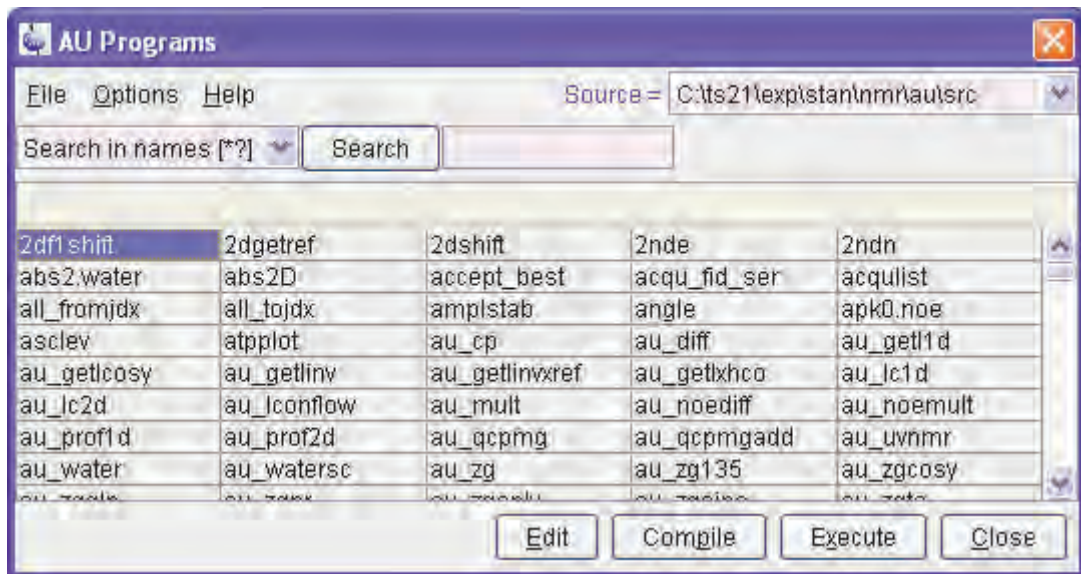 AU Programs
File Options Help Source = C:\ts21\exp\stan\nmr\au\src
Search in names [*?] Search
2df1shift 2dgetref 2dshift 2nde 2ndn
abs2.water abs2D accept_best acqu_fid_ser acqulist
all_fromjdx all_tojdx amplstab angle apk0.noe
asclev atpplot au_cp au_diff au_getl1d
au_getlcosy au_getlinv au_getlinvxref au_getlxhco au_lc1d
au_lc2d au_lconflow au_mult au_noediff au_noemult
au_prof1d au_prof2d au_qcpmg au_qcpmgadd au_uvnmr
au_water au_watersc au_zg au_zg135 au_zgcosy
Edit Compile Execute Close